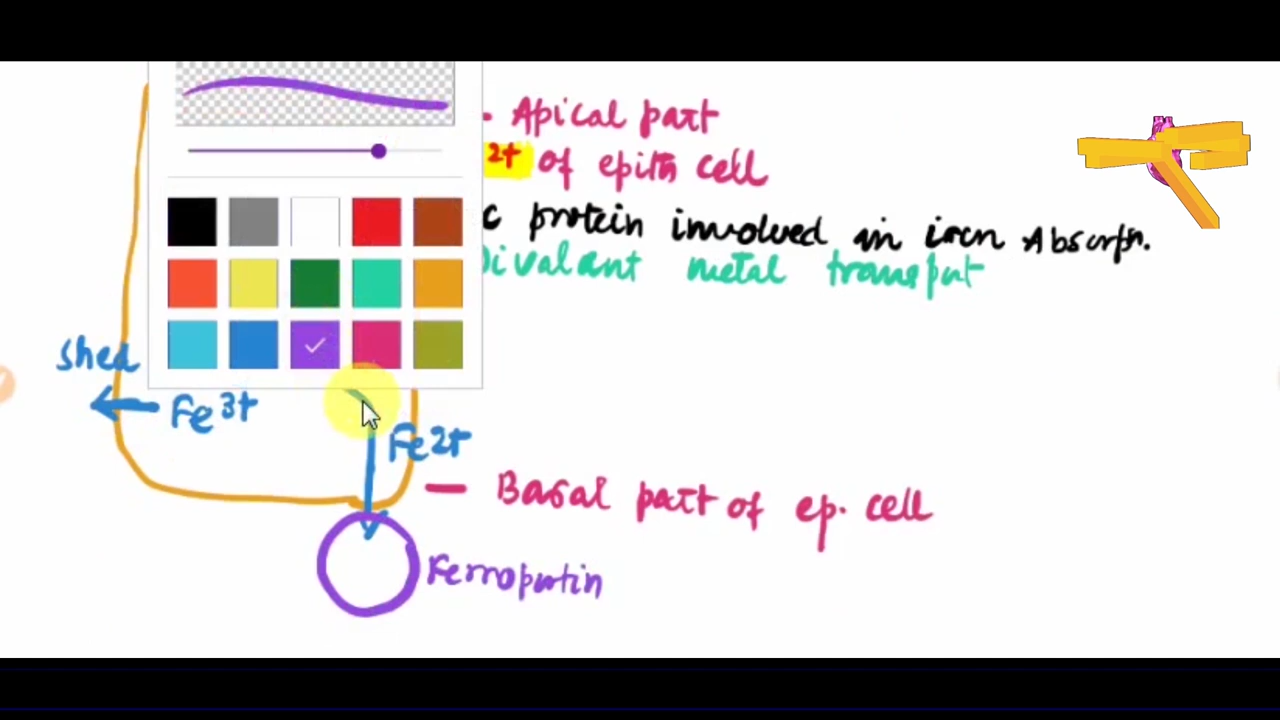 - Apical part
2+ of epith cell
c protein involved in iron Absorptn.
Divalent metal transport
Shed
Fe3+
Fe2+
- Basal part of ep. cell
Ferroportin